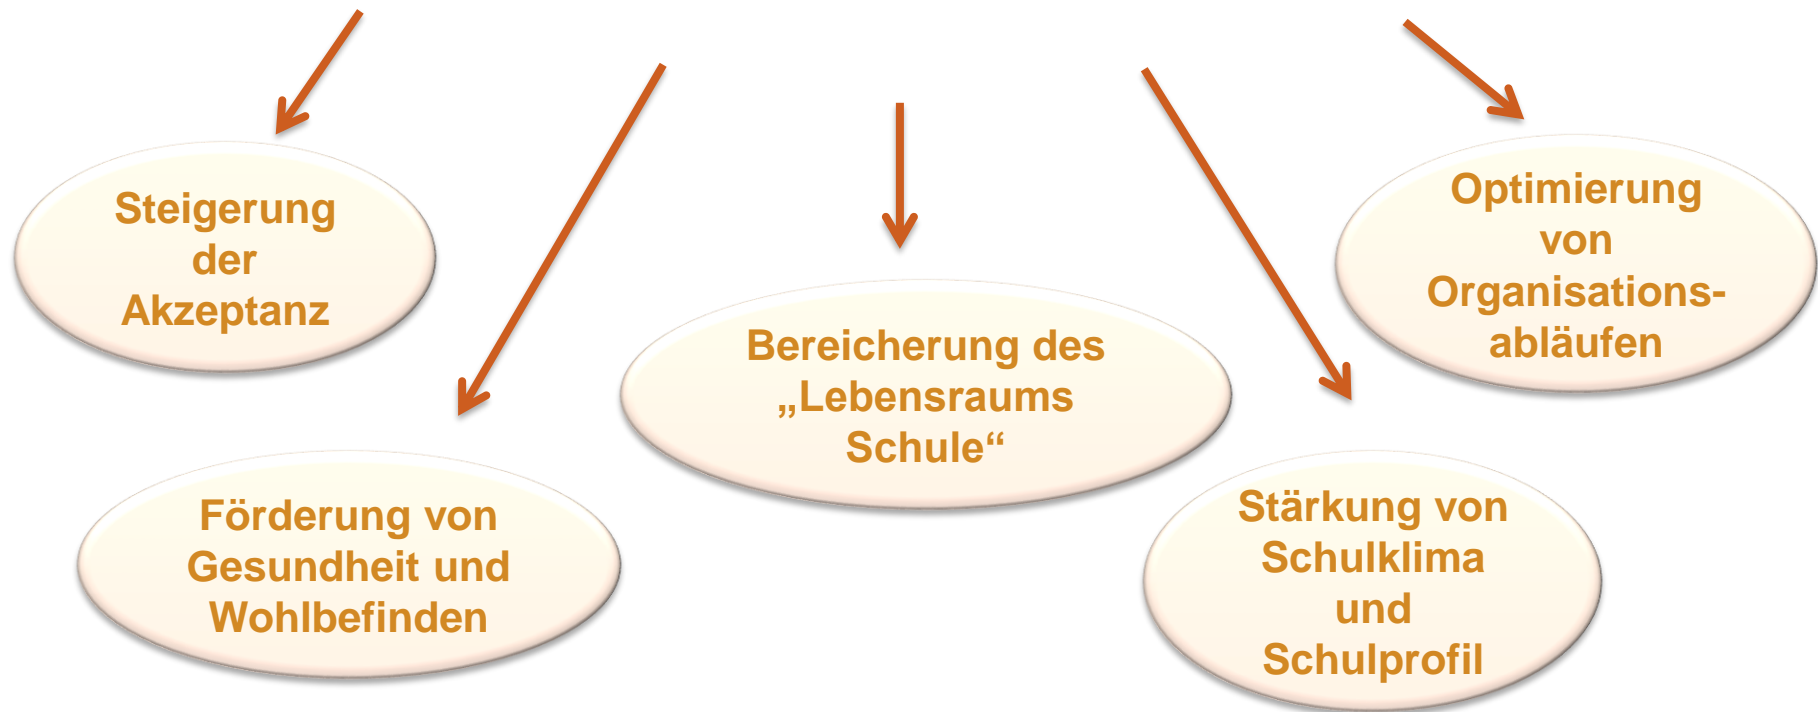 Steigerung
der
Akzeptanz
Förderung von
Gesundheit und
Wohlbefinden
Bereicherung des
„Lebensraums
Schule“
Stärkung von
Schulklima
und
Schulprofil
Optimierung
von
Organisations-
abläufen